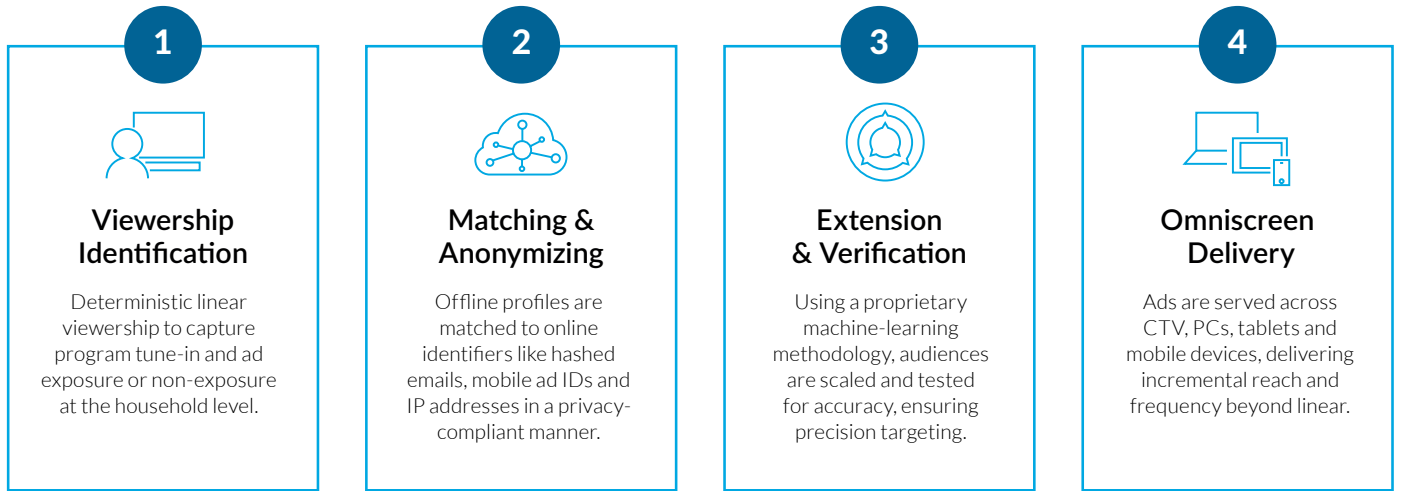 1
Viewership
Identification
Deterministic linear
viewership to capture
program tune-in and ad
exposure or non-exposure
at the household level.
2
Matching &
Anonymizing
Offline profiles are
matched to online
identifiers like hashed
emails, mobile ad IDs and
IP addresses in a privacy-
compliant manner.
3
Extension
& Verification
Using a proprietary
machine-learning
methodology, audiences
are scaled and tested
for accuracy, ensuring
precision targeting.
4
Omniscreen
Delivery
Ads are served across
CTV, PCs, tablets and
mobile devices, delivering
incremental reach and
frequency beyond linear.